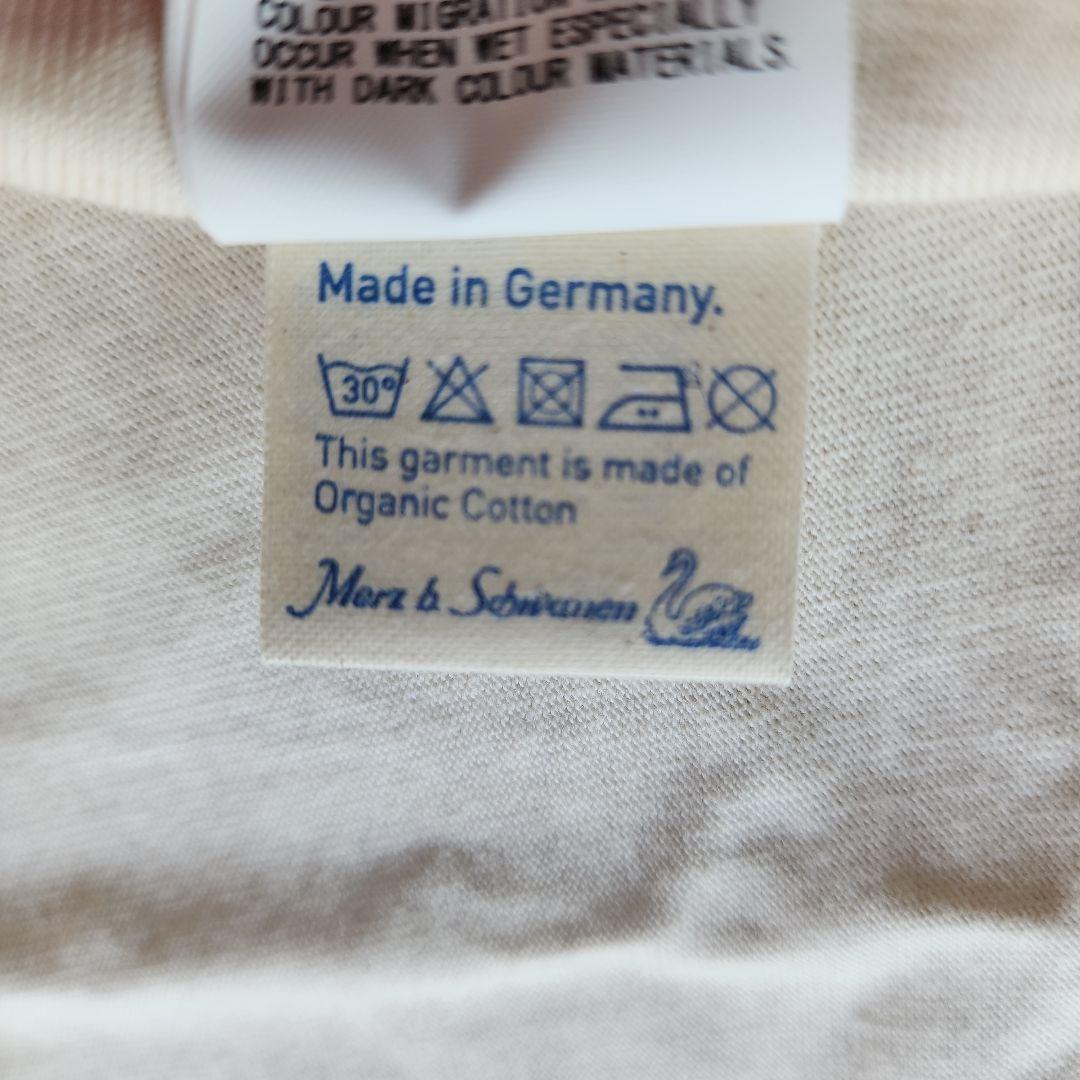 COLOUR MIGRATION
OCCUR WHEN WET ESPECIALLY
WITH DARK COLOUR MATERIALS.
Made in Germany.
30°
This garment is made of
Organic Cotton
Merz b. Schwanen